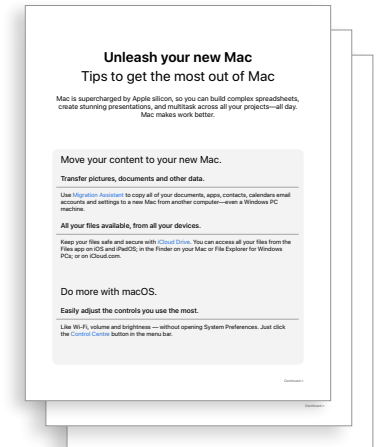 Unleash your new Mac
Tips to get the most out of Mac
Mac is supercharged by Apple silicon, so you can build complex spreadsheets,
create stunning presentations, and multitask across all your projects—all day.
Mac makes work better.
Move your content to your new Mac.
Transfer pictures, documents and other data.
Use Migration Assistant to copy all of your documents, apps, contacts, calendars email
accounts and settings to a new Mac from another computer—even a Windows PC
machine.
All your files available, from all your devices.
Keep your files safe and secure with iCloud Drive. You can access all your files from the
Files app on iOS and iPadOS; in the Finder on your Mac or File Explorer for Windows
PCs; or on iCloud.com.
Do more with macOS.
Easily adjust the controls you use the most.
Like Wi-Fi, volume and brightness — without opening System Preferences. Just click
the Control Centre button in the menu bar.